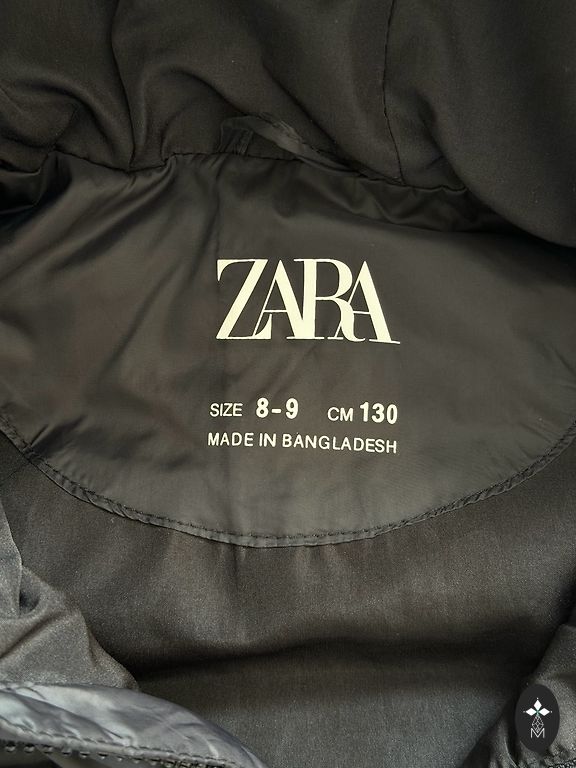 ZARA
SIZE 8-9 CM 130
MADE IN BANGLADESH
M